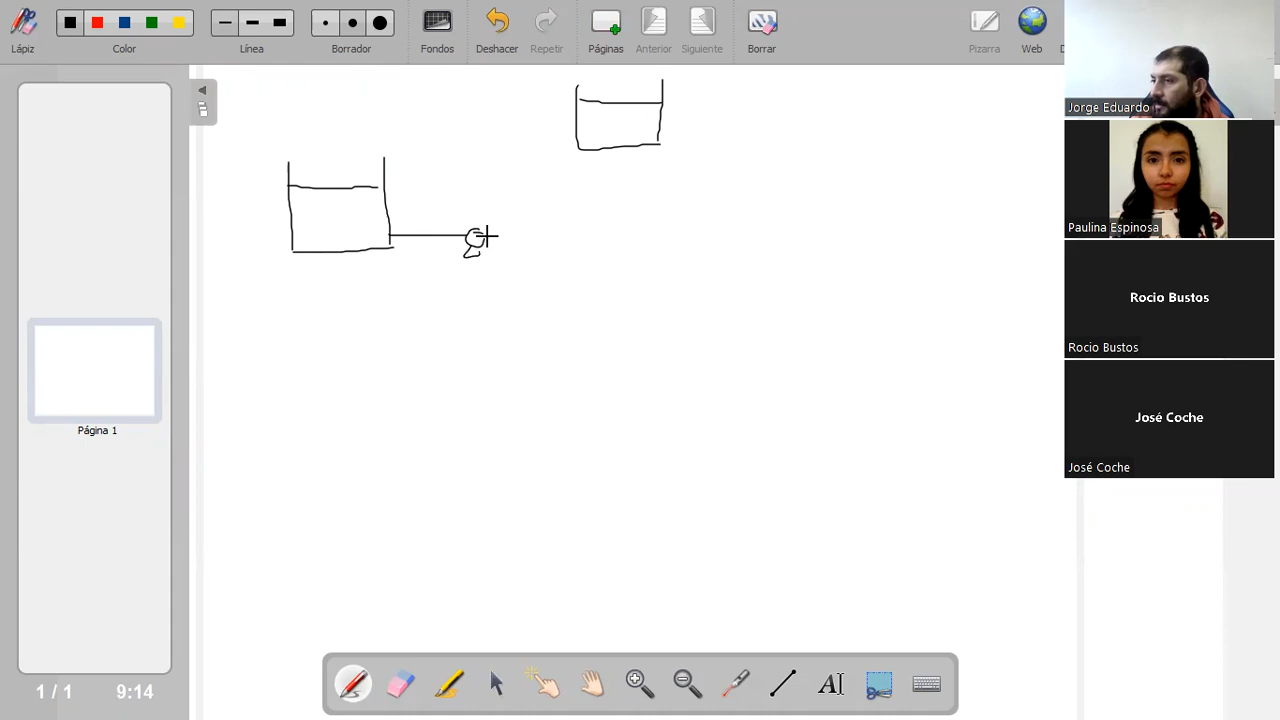 Lápiz
Color
Línea
Borrador
Fondos
Deshacer
Repetir
Páginas
Anterior
Siguiente
Borrar
Pizarra
Web
Jorge Eduardo
Paulina Espinosa
Rocio Bustos
Rocio Bustos
José Coche
José Coche
Página 1
1 / 1
9:14